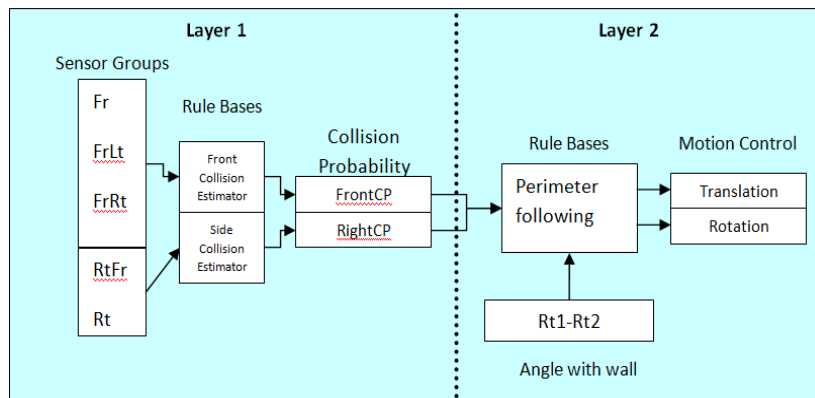 Layer 1
Layer 2
Sensor Groups
Fr
FrLt
FrRt
RtFr
Rt
Rule Bases
Front
Collision
Estimator
Side
Collision
Estimator
Collision
Probability
FrontCP
RightCP
Rule Bases
Perimeter
following
Motion Control
Translation
Rotation
Rt1-Rt2
Angle with wall